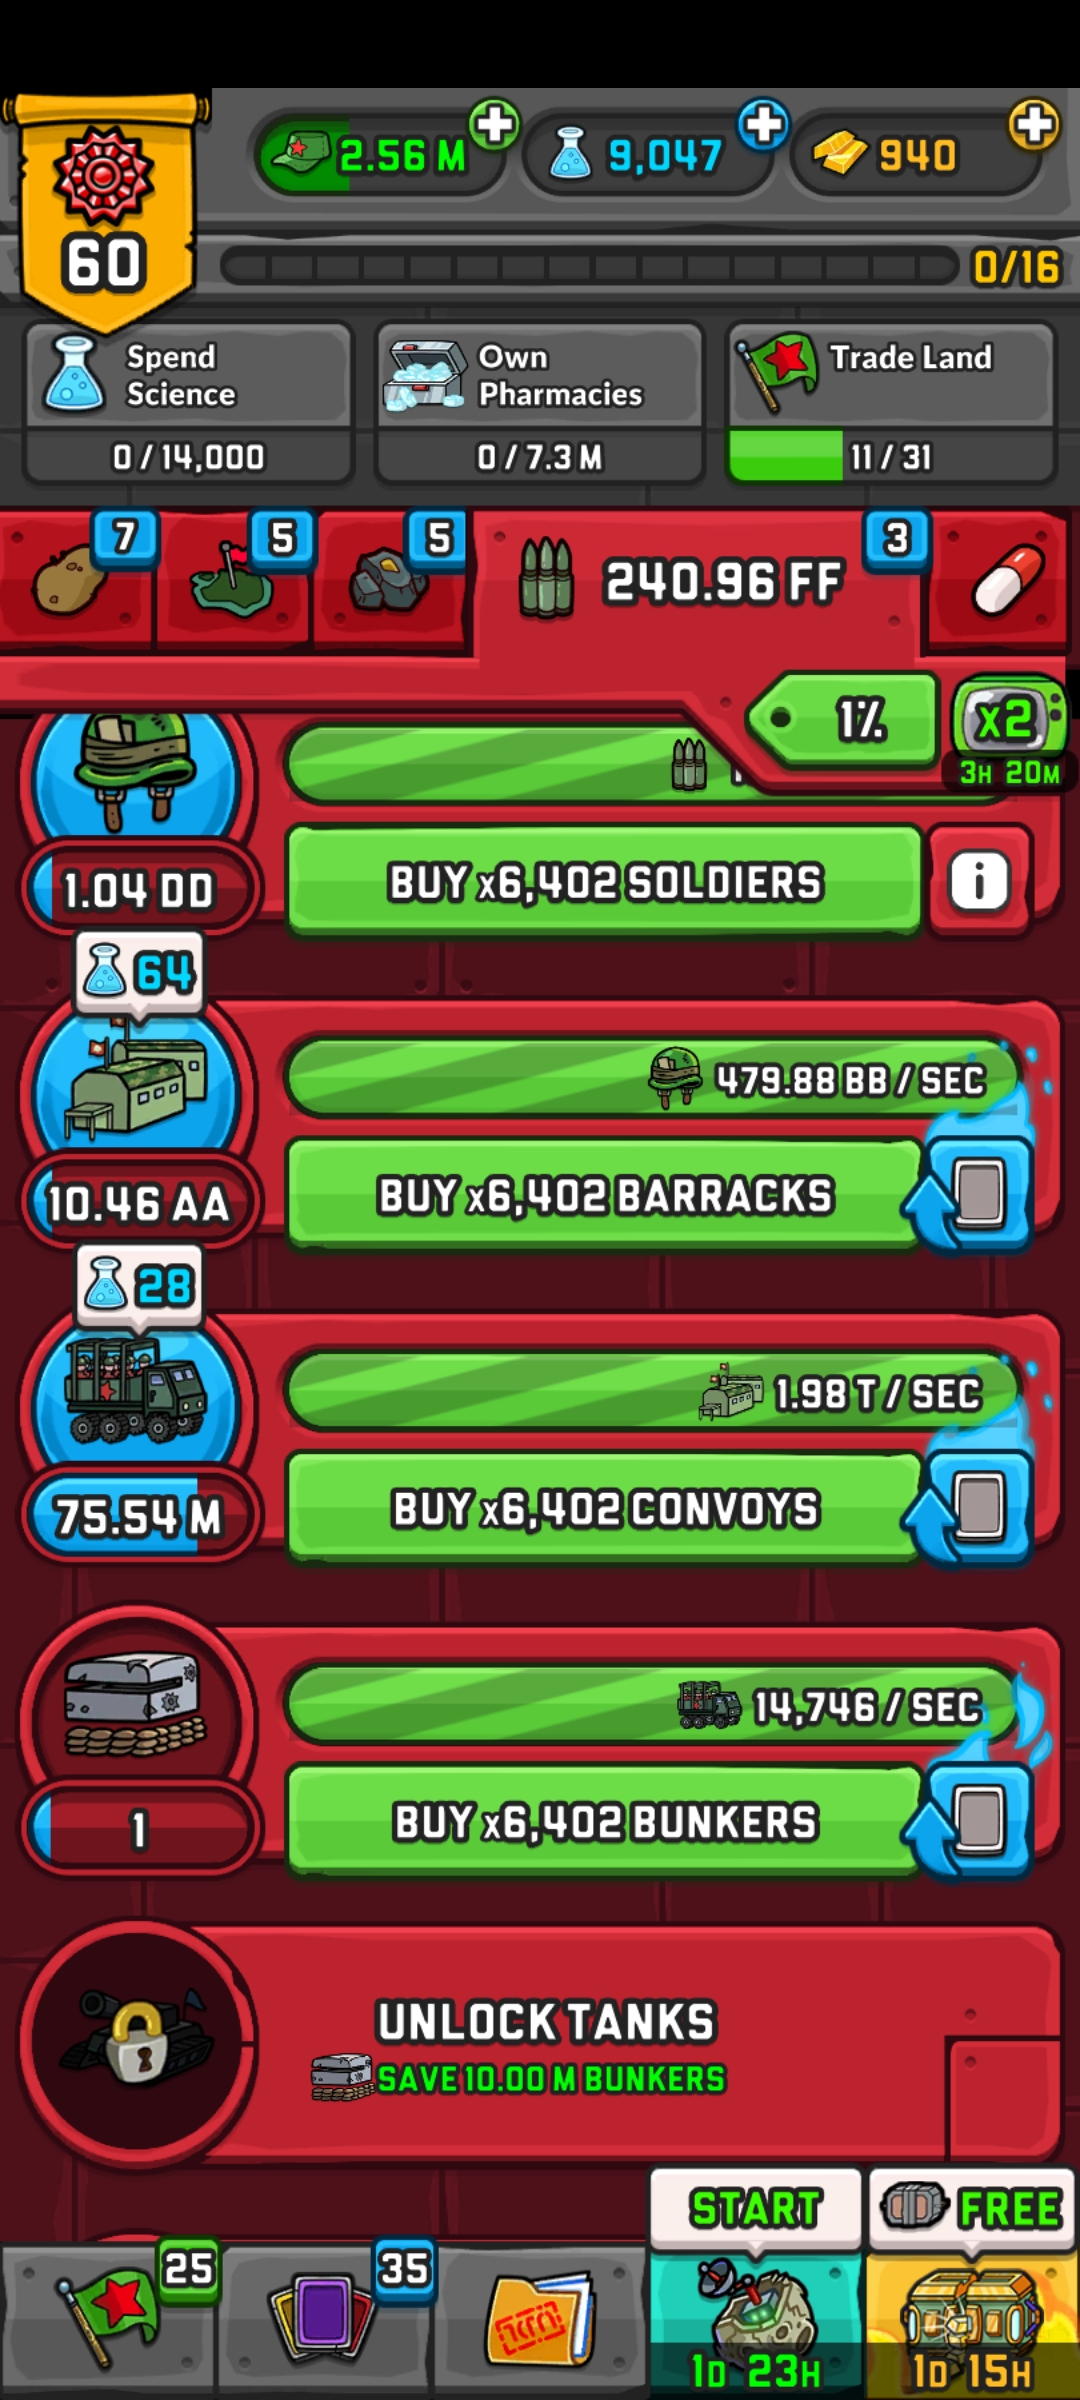 2.56 M
9,047
940
60
0/16
Spend
Science
0 / 14,000
Own
Pharmacies
0 / 7.3 M
Trade Land
11 / 31
7
5
5
240.96 FF
3
1%
x2
3H 20M
1.04 DD
BUY x6,402 SOLDIERS
i
64
479.88 BB / SEC
10.46 AA
BUY x6,402 BARRACKS
28
1.98 T / SEC
75.54 M
BUY x6,402 CONVOYS
14,746 / SEC
1
BUY x6,402 BUNKERS
UNLOCK TANKS
SAVE 10.00 M BUNKERS
START
FREE
25
35
1D 23H
1D 15H